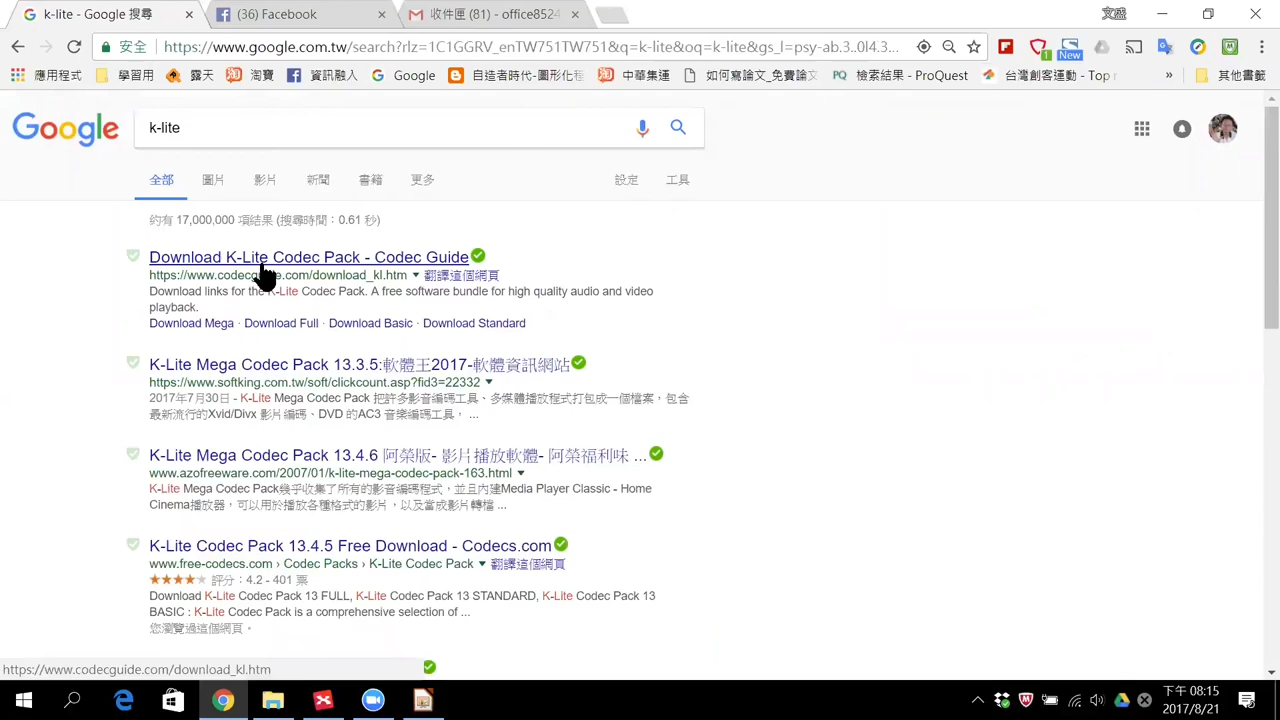 k-lite - Google 搜尋
(36) Facebook
收件匣 (81) - office8524
文盛
安全
https://www.google.com.tw/search?rlz=1C1GGRV_enTW751TW751&q=k-lite&oq=k-lite&gs_l=psy-ab.3..0l4.3...
New
1
應用程式
學習用
露天
淘寶
資訊融入
Google
自造者時代-圖形化程
中華集運
如何寫論文_免費論文
PQ
檢索結果 - ProQuest
台灣創客運動 - Top r
»
其他書籤
Google
k-lite
全部
圖片
影片
新聞
書籍
更多
設定
工具
約有 17,000,000 項結果 (搜尋時間：0.61 秒)
Download K-Lite Codec Pack - Codec Guide
https://www.codecg e.com/download_kl.htm 翻譯這個網頁
Download links for the K-Lite Codec Pack. A free software bundle for high quality audio and video
playback.
Download Mega · Download Full · Download Basic · Download Standard
K-Lite Mega Codec Pack 13.3.5:軟體王2017-軟體資訊網站
https://www.softking.com.tw/soft/clickcount.asp?fid3=22332
2017年7月30日 - K-Lite Mega Codec Pack 把許多影音編碼工具、多媒體播放程式打包成一個檔案，包含
最新流行的Xvid/Divx 影片編碼、DVD 的AC3 音樂編碼工具， ...
K-Lite Mega Codec Pack 13.4.6 阿榮版- 影片播放軟體- 阿榮福利味 ...
www.azofreeware.com/2007/01/k-lite-mega-codec-pack-163.html
K-Lite Mega Codec Pack幾乎收集了所有的影音編碼程式，並且內建Media Player Classic - Home
Cinema播放器，可以用於播放各種格式的影片，以及當成影片轉檔 ...
K-Lite Codec Pack 13.4.5 Free Download - Codecs.com
www.free-codecs.com › Codec Packs › K-Lite Codec Pack 翻譯這個網頁
★★★★★ 評分：4.2 - 401 票
Download K-Lite Codec Pack 13 FULL, K-Lite Codec Pack 13 STANDARD, K-Lite Codec Pack 13
BASIC : K-Lite Codec Pack is a comprehensive selection of ...
您瀏覽過這個網頁。
https://www.codecguide.com/download_kl.htm
下午 08:15
2017/8/21